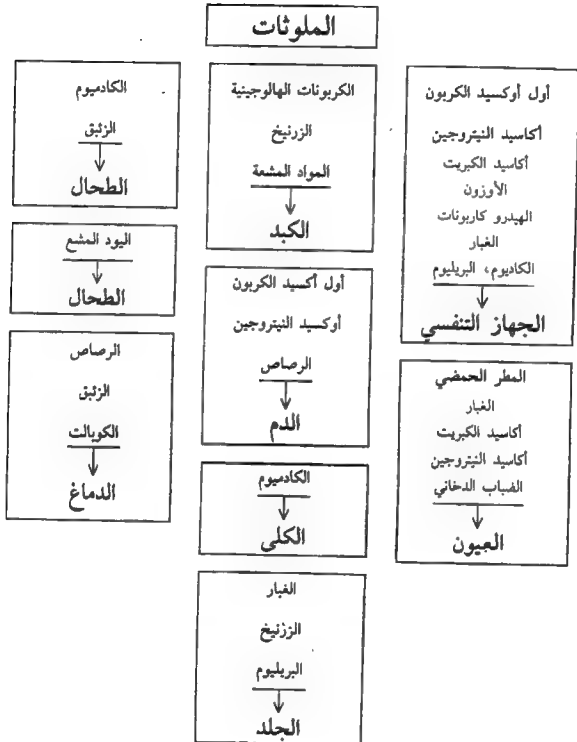 الملوثات
أول أوكسيد الكربون
أكاسيد النيتروجين
أكاسيد الكبريت
الأوزون
الهيدرو كاربونات
الغبار
الكاديوم، البريليوم
الجهاز التنفسي
المطر الحمضي
الغبار
أكاسيد الكبريت
أكاسيد النيتروجين
الضباب الدخاني
العيون
الكربونات الهالوجينية
الزرنيخ
المواد المشعة
الكبد
أول أكسيد الكربون
أوكسيد النيتروجين
الرصاص
الدم
الكادميوم
الكلى
الغبار
الززنيخ
البريليوم
الجلد
الكادميوم
الزئبق
الطحال
اليود المشع
الطحال
الرصاص
الزئبق
الكوبالت
الدماغ